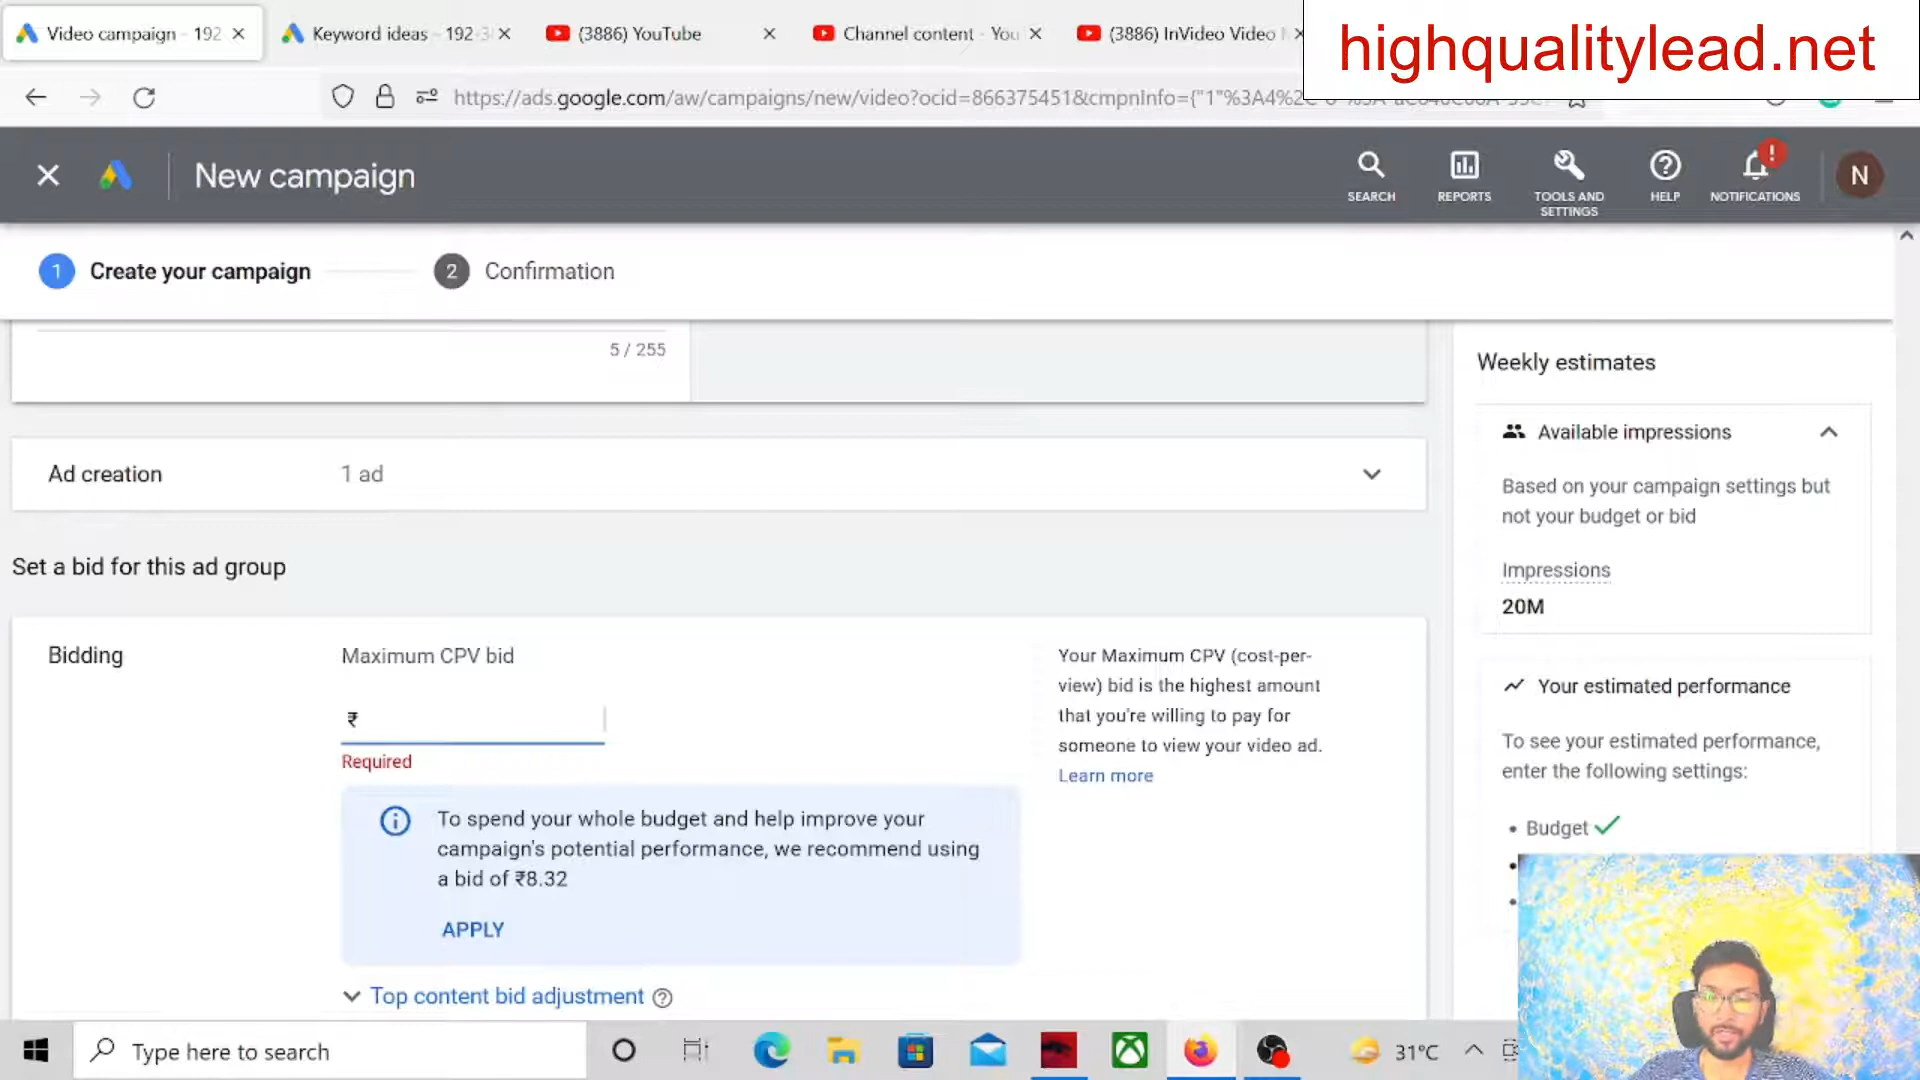 Video campaign - 192
Keyword ideas - 192-3
(3886) YouTube
Channel content - You
(3886) InVideo Video
highqualitylead.net
https://ads.google.com/aw/campaigns/new/video?ocid=866375451&cmpnInfo={"1"%3A4%2C
New campaign
SEARCH
REPORTS
TOOLS AND
SETTINGS
HELP
NOTIFICATIONS
N
1 Create your campaign
2 Confirmation
5 / 255
Ad creation
1 ad
Set a bid for this ad group
Bidding
Maximum CPV bid
₹
Required
To spend your whole budget and help improve your
campaign's potential performance, we recommend using
a bid of ₹8.32
APPLY
Top content bid adjustment
Your Maximum CPV (cost-per-
view) bid is the highest amount
that you're willing to pay for
someone to view your video ad.
Learn more
Weekly estimates
Available impressions
Based on your campaign settings but
not your budget or bid
Impressions
20M
Your estimated performance
To see your estimated performance,
enter the following settings:
• Budget
Type here to search
31°C